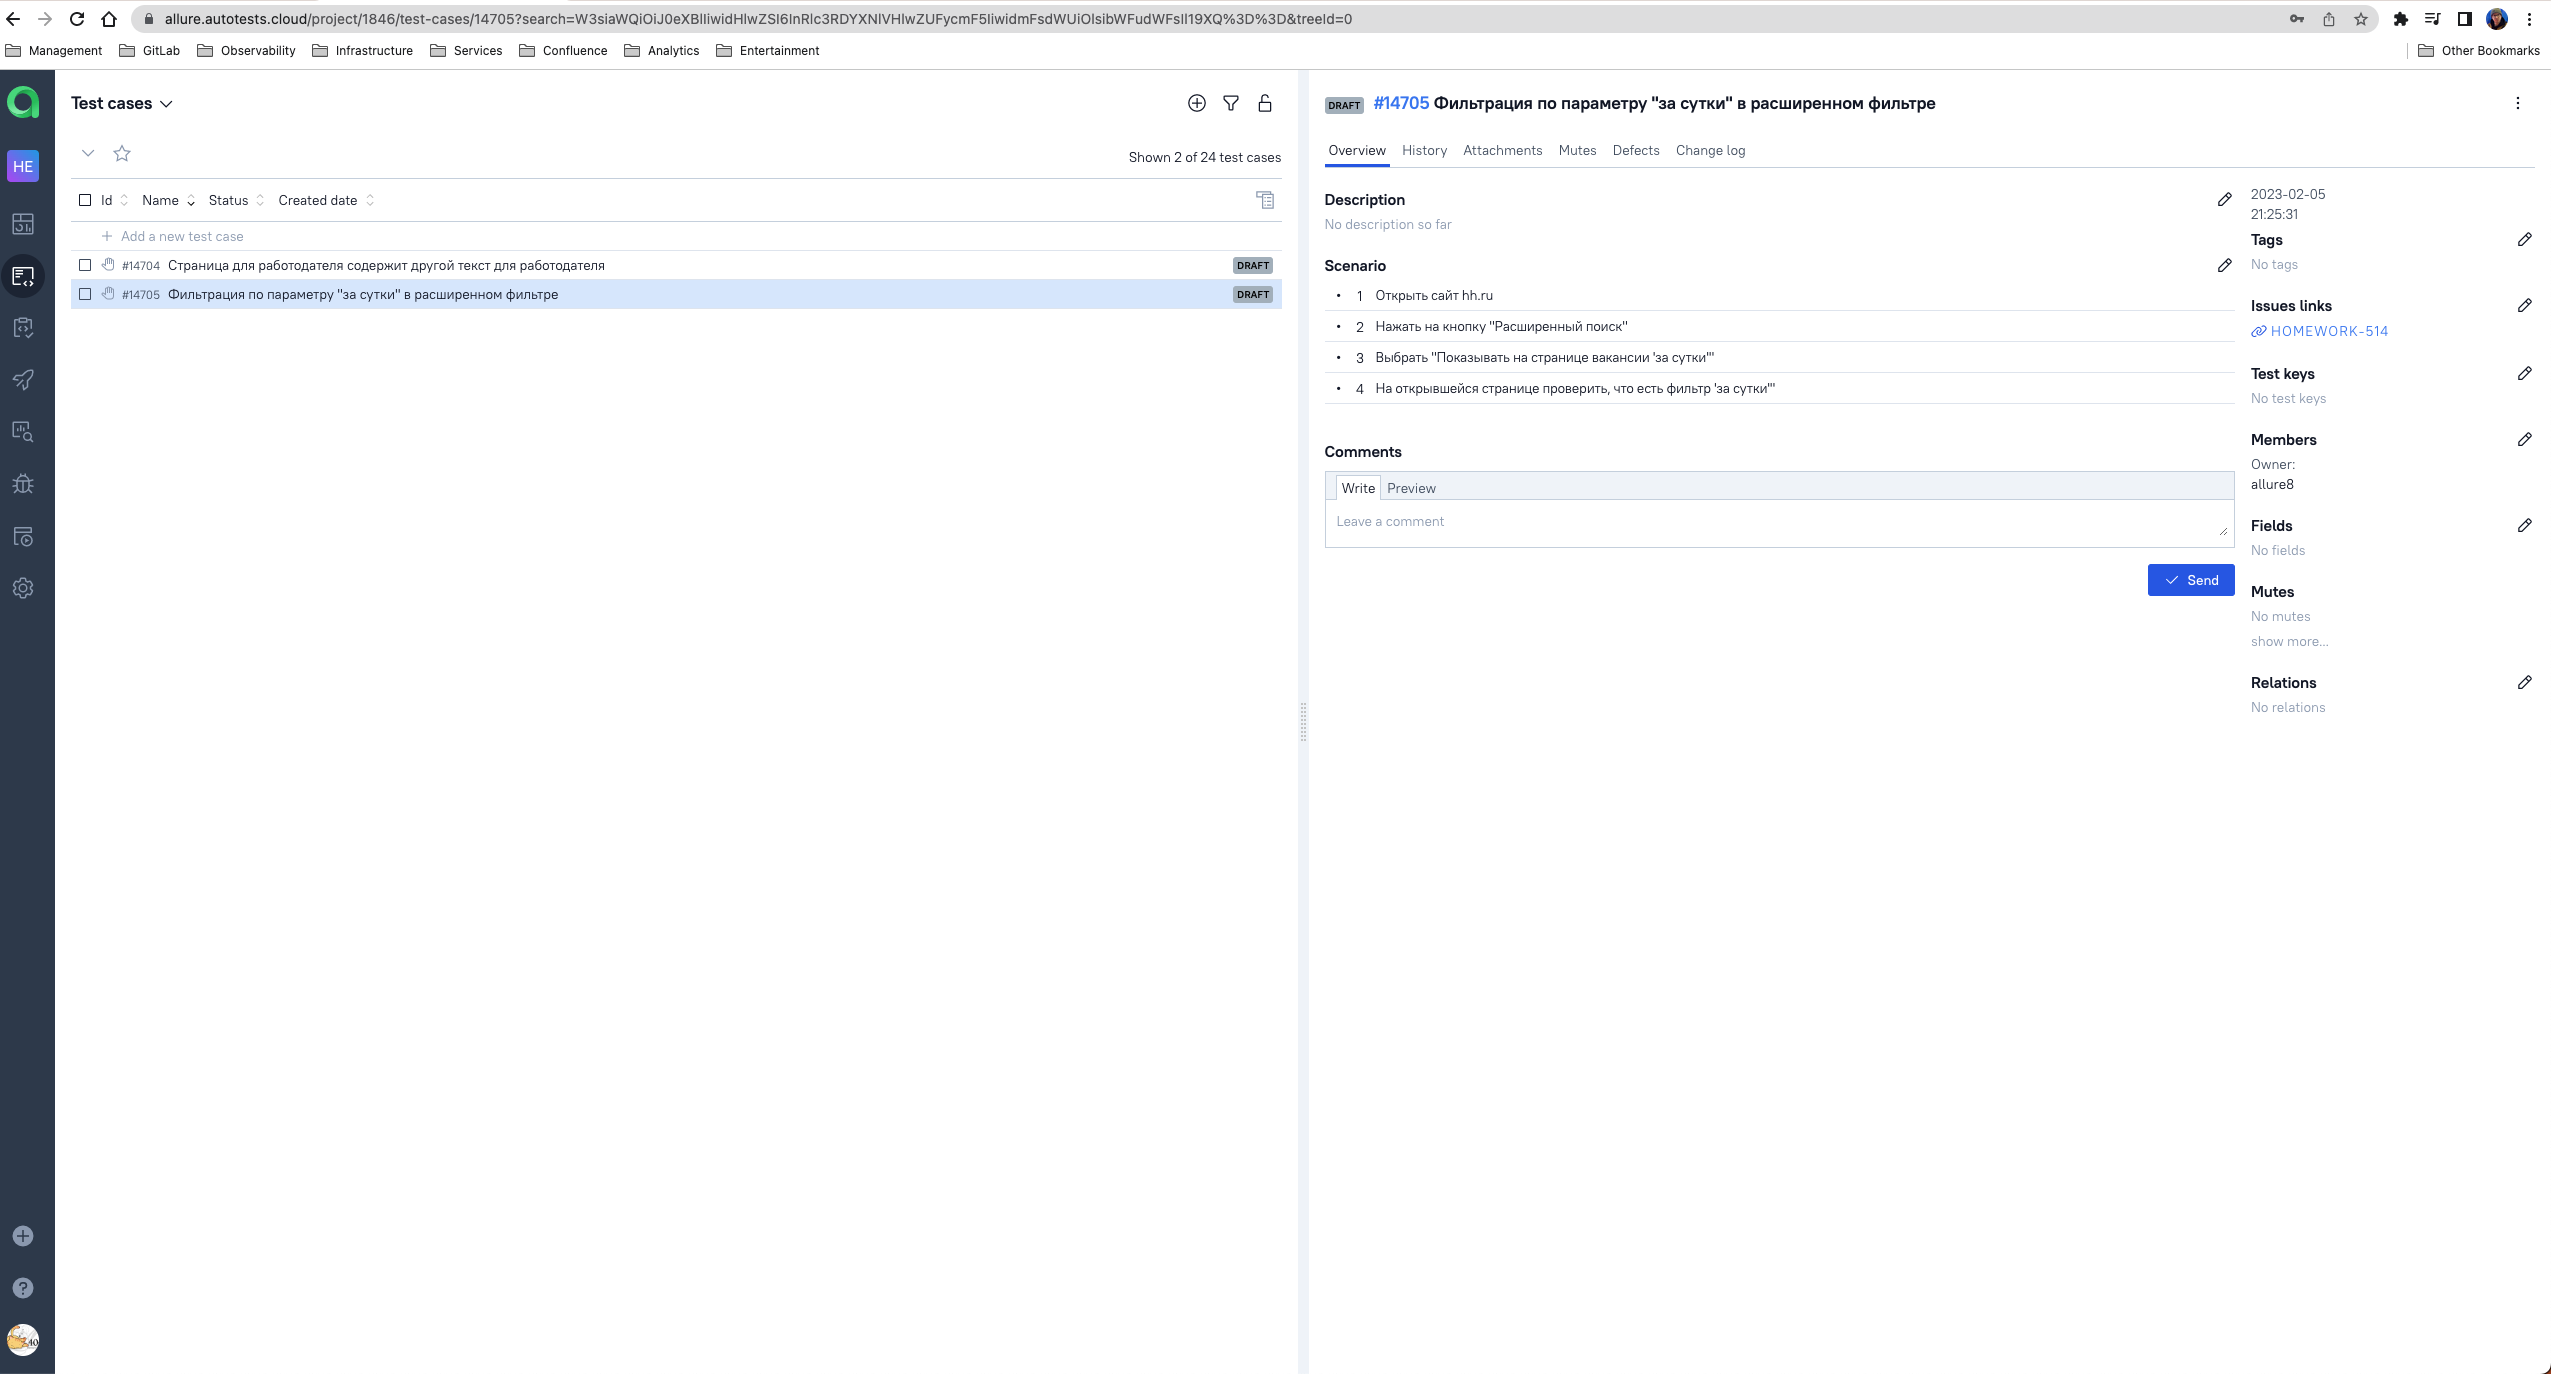 allure.autotests.cloud/project/1846/test-cases/14705?search=W3siaWQiOiJ0eXBlIiwidHlwZSI6InRlc3RDYXNlVHlwZUFycmF5IiwidmFsdWUiOlsibWFudWFsIl19XQ%3D%3D&treeId=0
Management GitLab Observability Infrastructure Services Confluence Analytics Entertainment Other Bookmarks
HE
Test cases
Shown 2 of 24 test cases
Id Name Status Created date
Add a new test case
#14704 Страница для работодателя содержит другой текст для работодателя DRAFT
#14705 Фильтрация по параметру "за сутки" в расширенном фильтре DRAFT
DRAFT #14705 Фильтрация по параметру "за сутки" в расширенном фильтре
Overview History Attachments Mutes Defects Change log
Description
No description so far
Scenario
• 1 Открыть сайт hh.ru
• 2 Нажать на кнопку "Расширенный поиск"
• 3 Выбрать "Показывать на странице вакансии 'за сутки'"
• 4 На открывшейся странице проверить, что есть фильтр 'за сутки'"
Comments
Write Preview
Leave a comment
Send
2023-02-05
21:25:31
Tags
No tags
Issues links
HOMEWORK-514
Test keys
No test keys
Members
Owner:
allure8
Fields
No fields
Mutes
No mutes
show more...
Relations
No relations